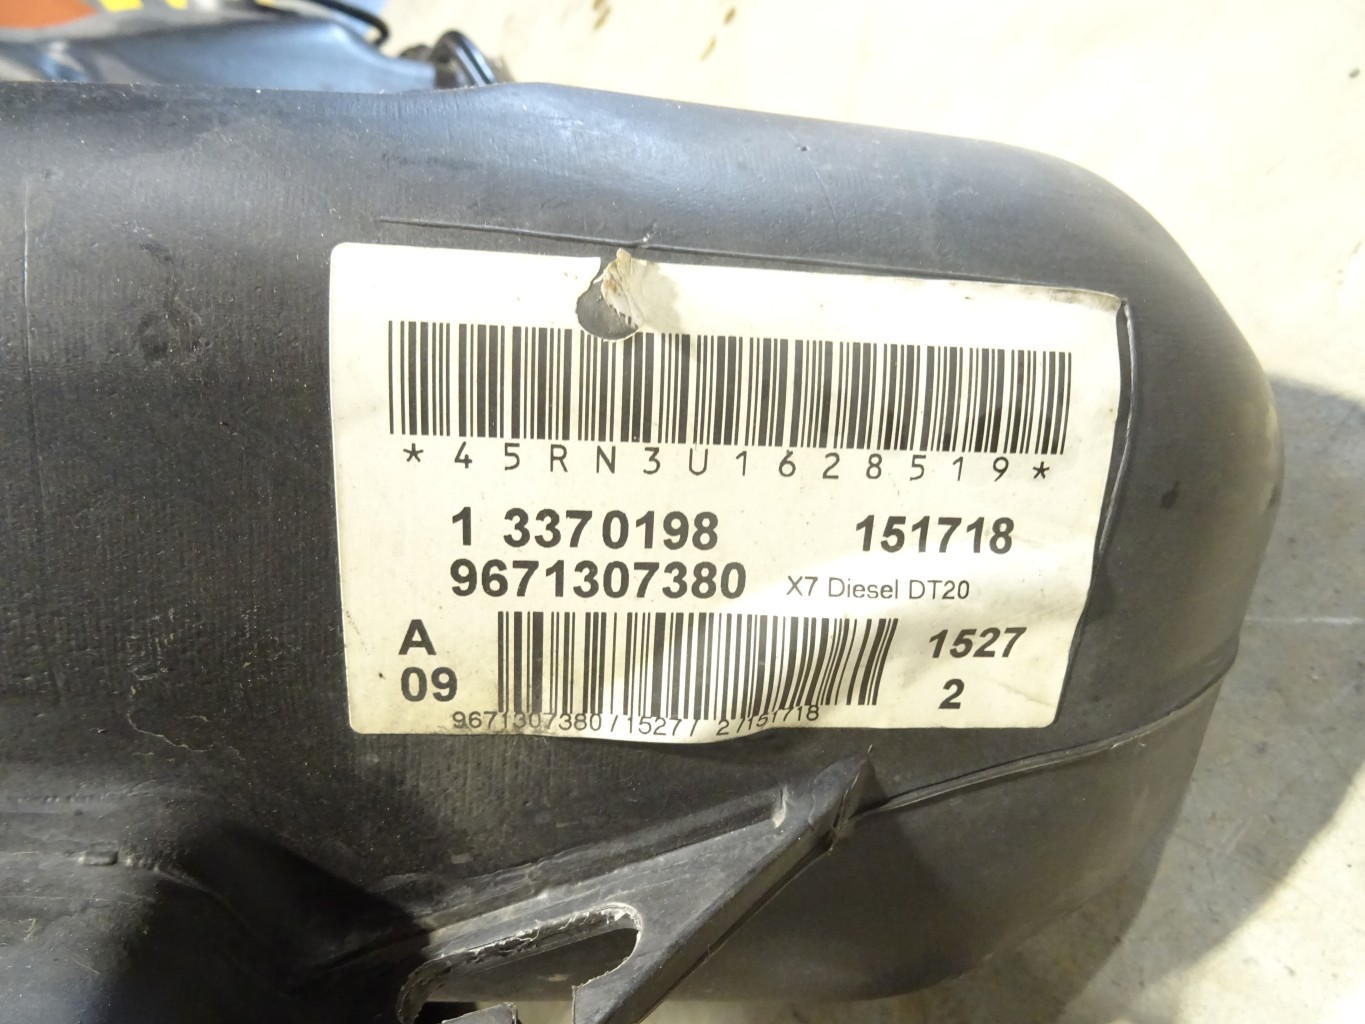 *45RN3U1628519*
1 3370198 151718
9671307380 X7 Diesel DT20
A 1527
09 2
9671307380/1527/ 2/151718